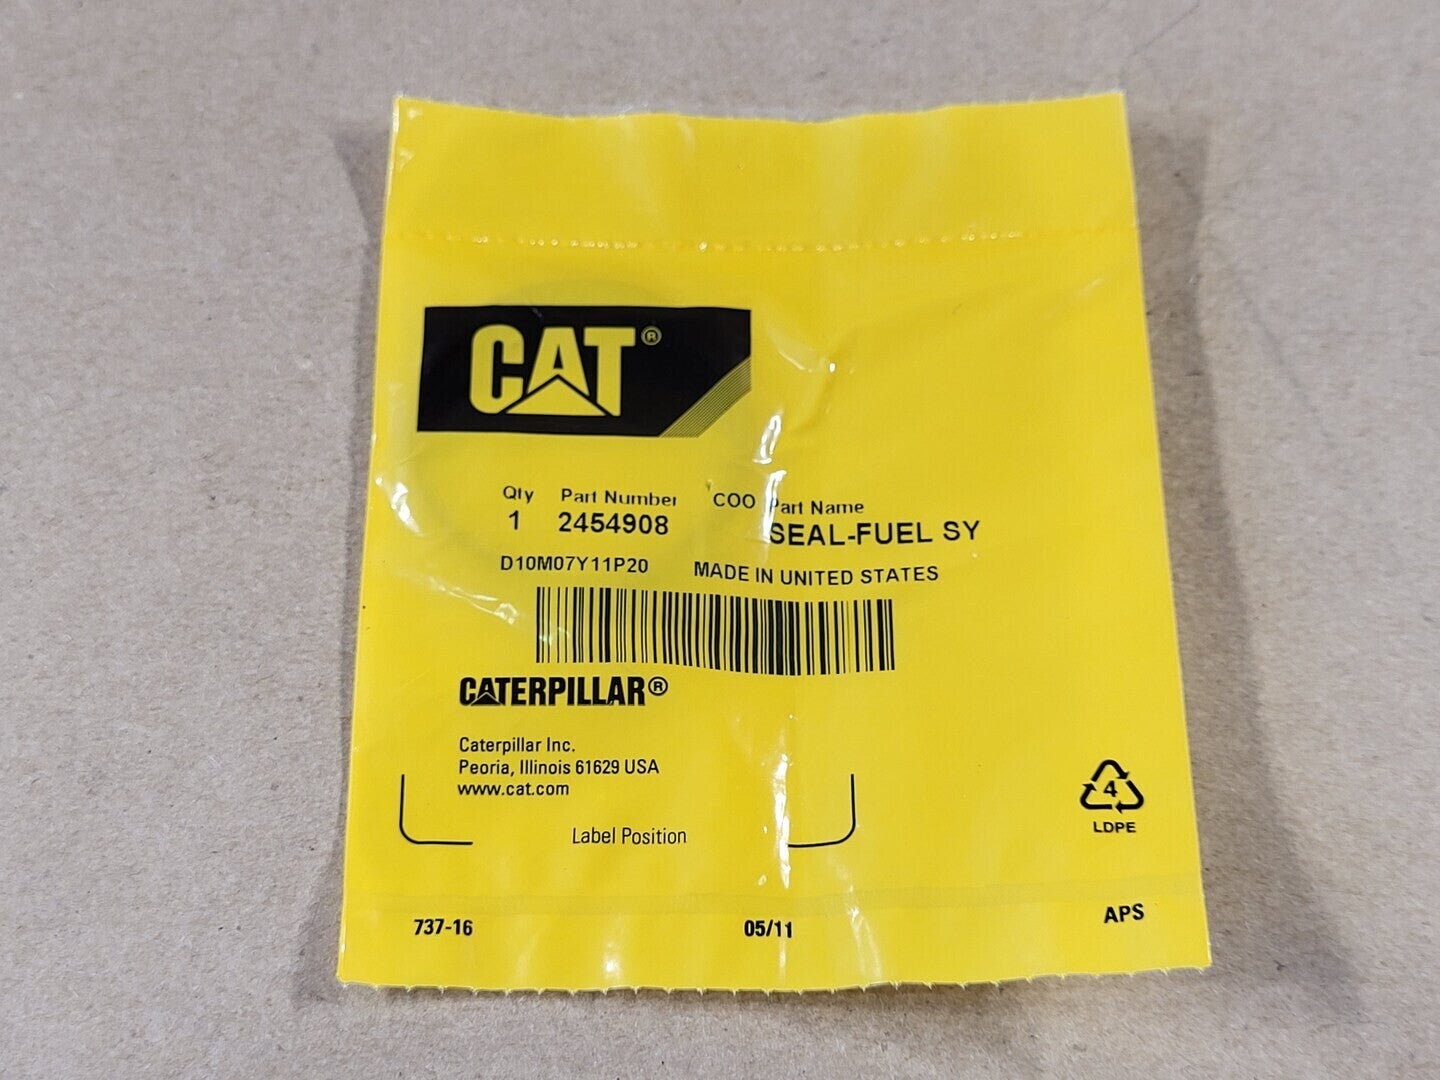 CAT®
Qty Part Number COO Part Name
1 2454908 SEAL-FUEL SY
D10M07Y11P20 MADE IN UNITED STATES
CATERPILLAR®
Caterpillar Inc.
Peoria, Illinois 61629 USA
www.cat.com
Label Position
4
LDPE
737-16 05/11 APS